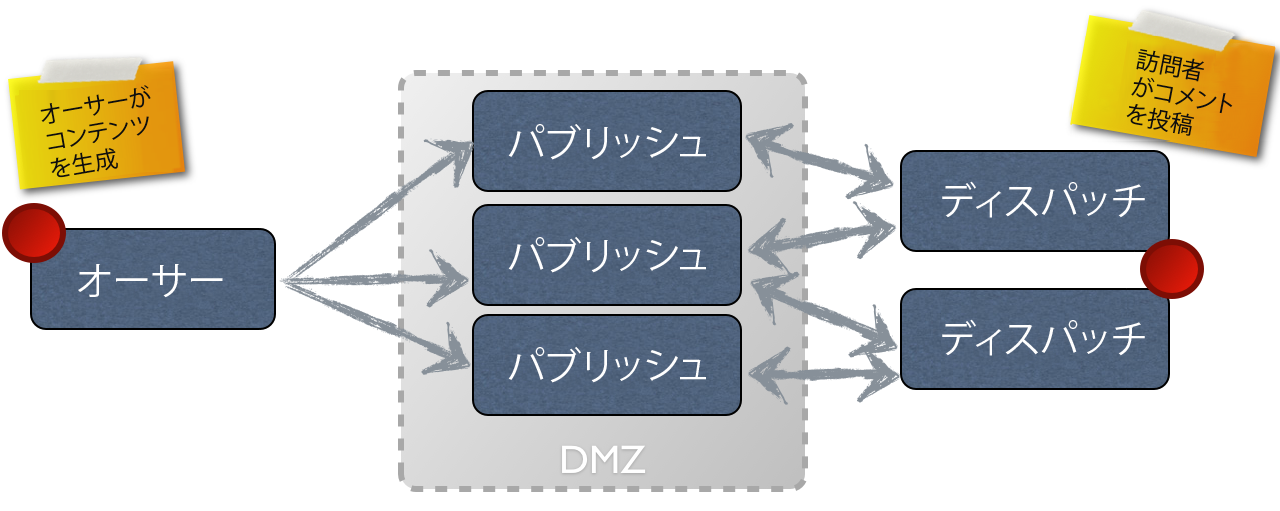 オーサーが
コンテンツ
を生成
オーサー
パブリッシュ
パブリッシュ
パブリッシュ
DMZ
訪問者
がコメント
を投稿
ディスパッチ
ディスパッチ